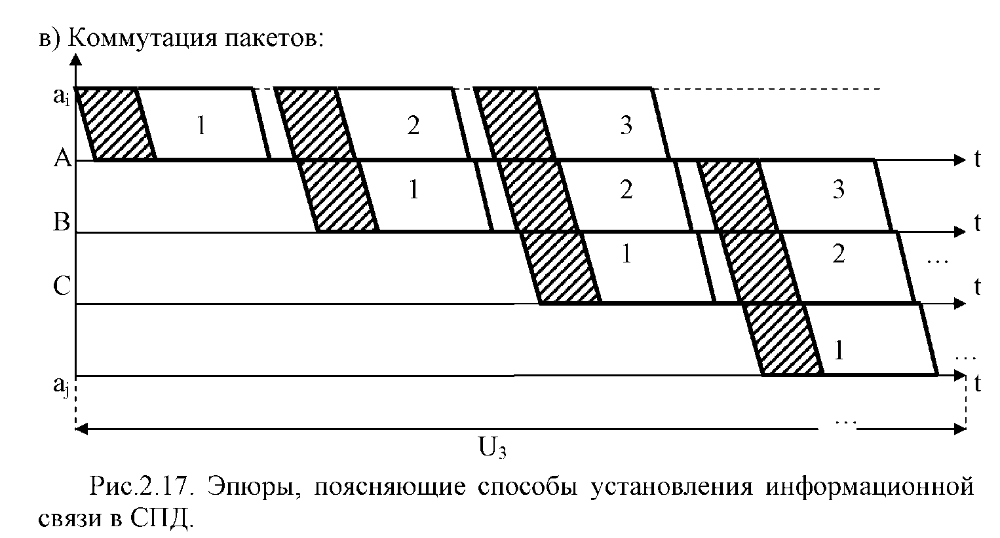 в) Коммутация пакетов:
aᵢ
1 2 3
A t
1 2 3
B t
1 2 ...
C t
1 ...
aⱼ t
...
U₃
Рис.2.17. Эпюры, поясняющие способы установления информационной
связи в СПД.